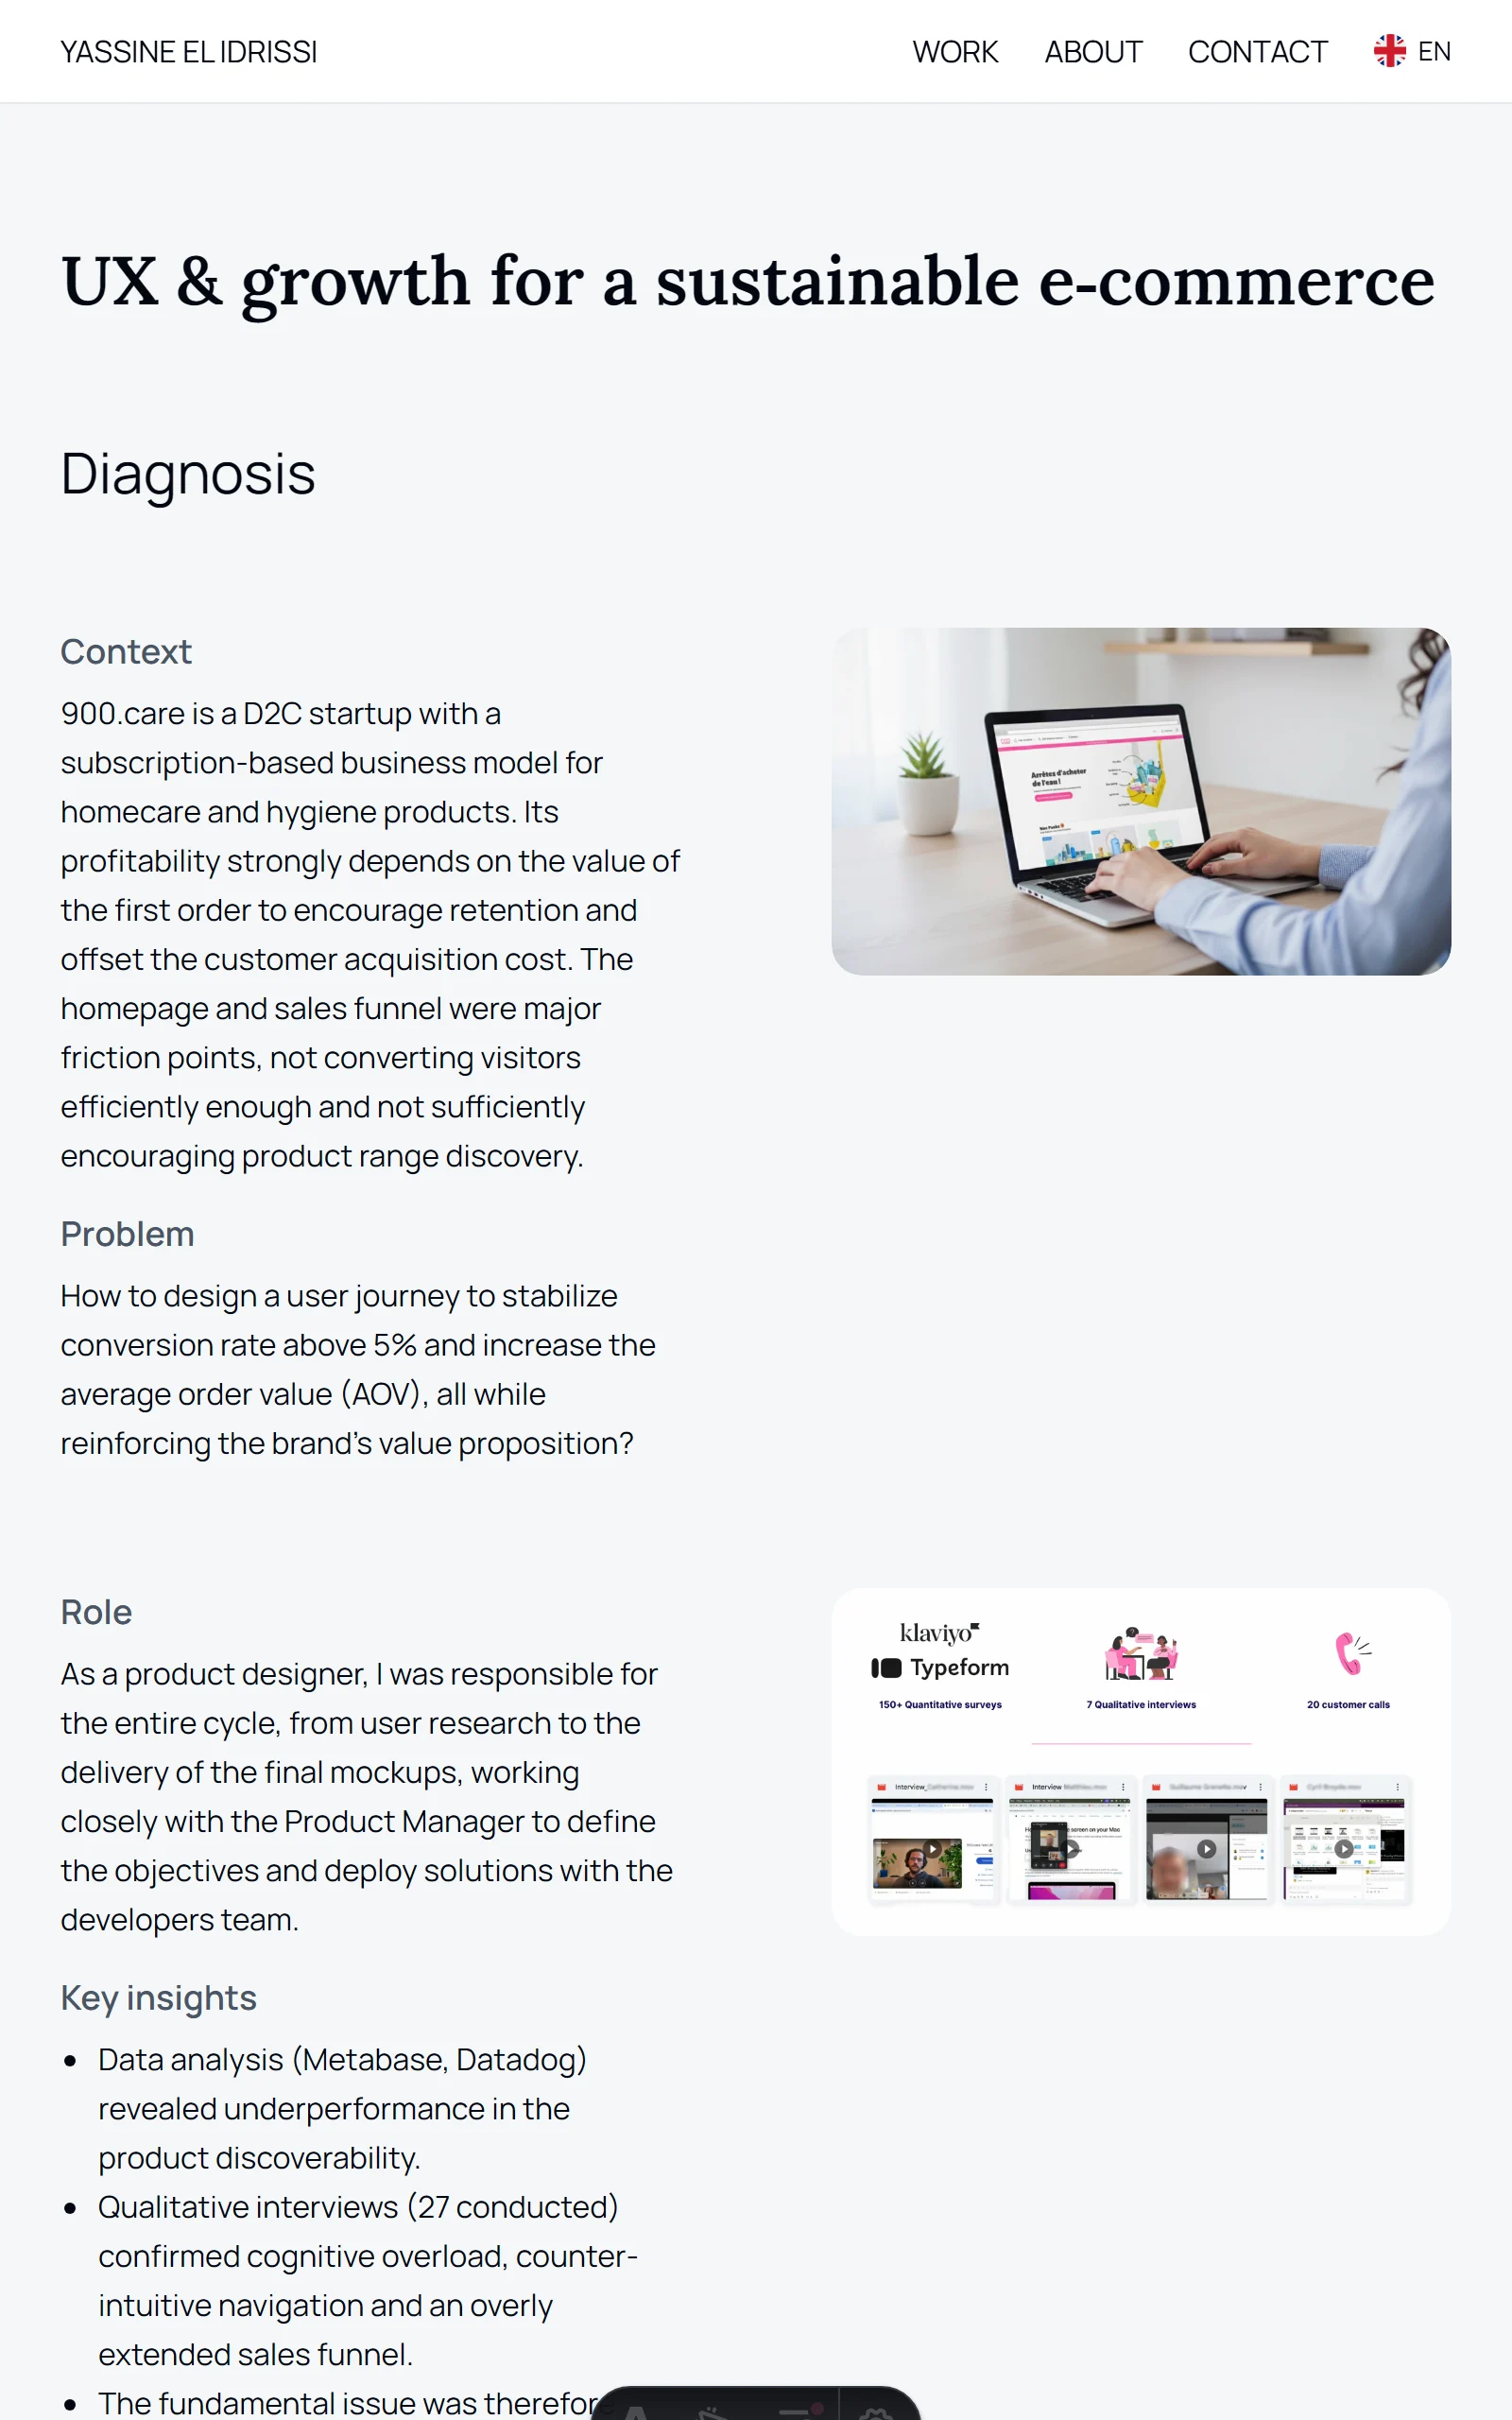 YASSINE EL IDRISSI
WORK ABOUT CONTACT EN
UX & growth for a sustainable e-commerce
Diagnosis
Context
900.care is a D2C startup with a
subscription-based business model for
homecare and hygiene products. Its
profitability strongly depends on the value of
the first order to encourage retention and
offset the customer acquisition cost. The
homepage and sales funnel were major
friction points, not converting visitors
efficiently enough and not sufficiently
encouraging product range discovery.
Arrêtes d'acheter
de l'eau !
Problem
How to design a user journey to stabilize
conversion rate above 5% and increase the
average order value (AOV), all while
reinforcing the brand's value proposition?
Role
As a product designer, I was responsible for
the entire cycle, from user research to the
delivery of the final mockups, working
closely with the Product Manager to define
the objectives and deploy solutions with the
developers team.
klaviyo
Typeform
150+ Quantitative surveys
7 Qualitative interviews
20 customer calls
Interview_
Interview
Key insights
Data analysis (Metabase, Datadog)
revealed underperformance in the
product discoverability.
Qualitative interviews (27 conducted)
confirmed cognitive overload, counter-
intuitive navigation and an overly
extended sales funnel.
The fundamental issue was